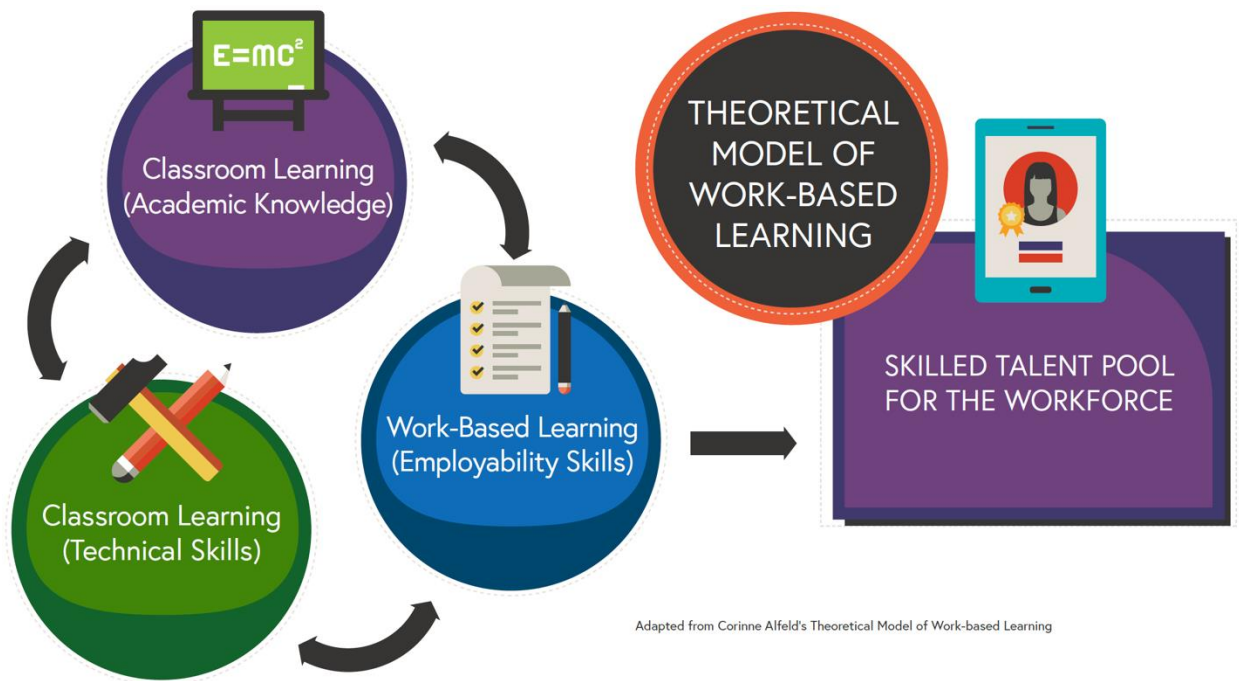 E=mc²
Classroom Learning
(Academic Knowledge)
THEORETICAL
MODEL OF
WORK-BASED
LEARNING
Work-Based Learning
(Employability Skills)
SKILLED TALENT POOL
FOR THE WORKFORCE
Classroom Learning
(Technical Skills)
Adapted from Corinne Alfeld's Theoretical Model of Work-based Learning